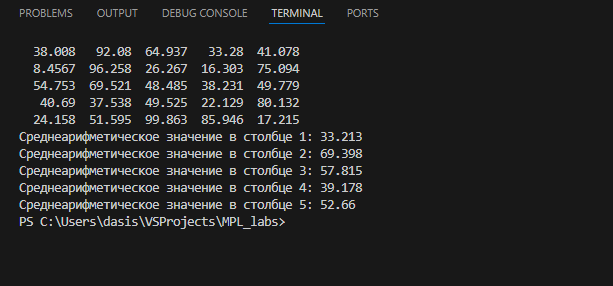 PROBLEMS OUTPUT DEBUG CONSOLE TERMINAL PORTS
38.008 92.08 64.937 33.28 41.078
8.4567 96.258 26.267 16.303 75.094
54.753 69.521 48.485 38.231 49.779
40.69 37.538 49.525 22.129 80.132
24.158 51.595 99.863 85.946 17.215
Среднеарифметическое значение в столбце 1: 33.213
Среднеарифметическое значение в столбце 2: 69.398
Среднеарифметическое значение в столбце 3: 57.815
Среднеарифметическое значение в столбце 4: 39.178
Среднеарифметическое значение в столбце 5: 52.66
PS C:\Users\dasis\VSProjects\MPL_labs>